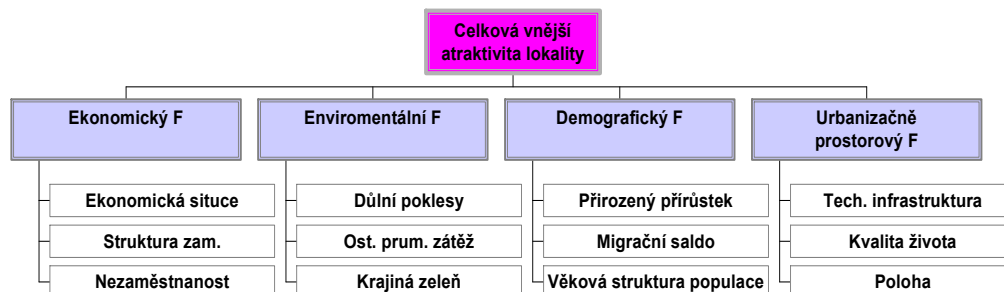 Celková vnější
atraktivita lokality
Ekonomický F
Enviromentální F
Demografický F
Urbanizačně
prostorový F
Ekonomická situce
Důlní poklesy
Přirozený přírůstek
Tech. infrastruktura
Struktura zam.
Ost. prum. zátěž
Migrační saldo
Kvalita života
Nezaměstnanost
Krajiná zeleň
Věková struktura populace
Poloha